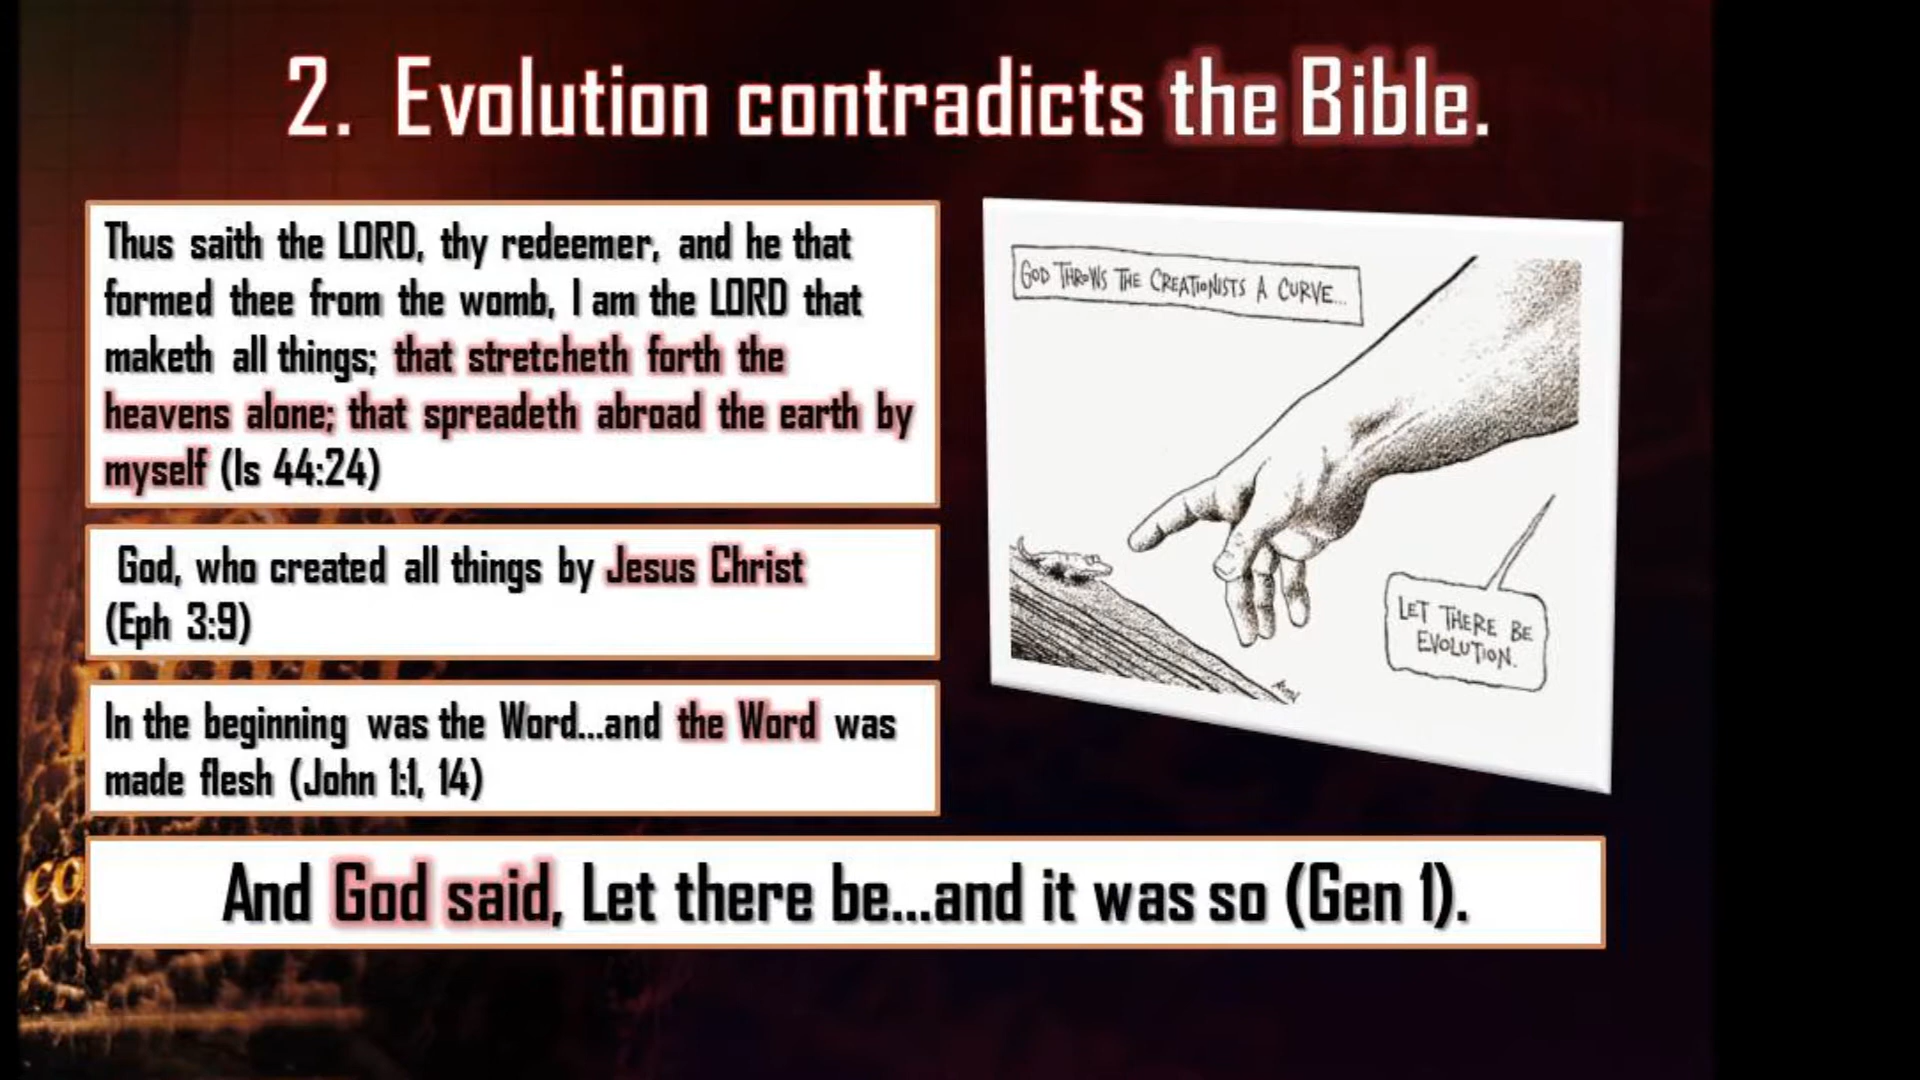 2. Evolution contradicts the Bible.
Thus saith the LORD, thy redeemer, and he that
formed thee from the womb, I am the LORD that
maketh all things; that stretcheth forth the
heavens alone; that spreadeth abroad the earth by
myself (Is 44:24)
God, who created all things by Jesus Christ
(Eph 3:9)
In the beginning was the Word...and the Word was
made flesh (John 1:1, 14)
And God said, Let there be...and it was so (Gen 1).
GOD THROWS THE CREATIONISTS A CURVE...
LET THERE BE
EVOLUTION.